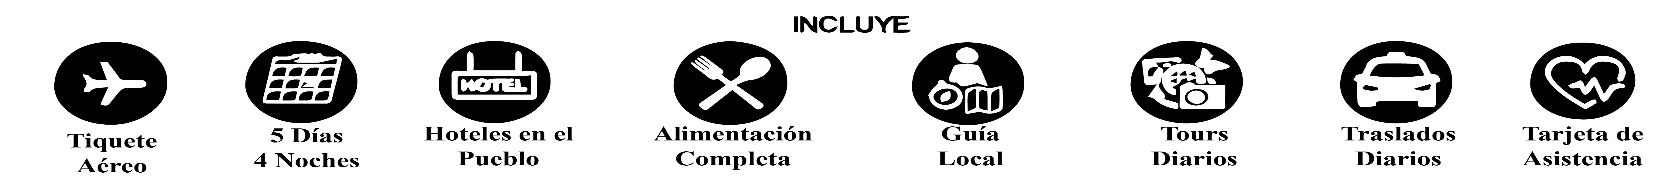 INCLUYE
HOTEL
Tiquete
Aéreo
5 Días
4 Noches
Hoteles en el
Pueblo
Alimentación
Completa
Guía
Local
Tours
Diarios
Traslados
Diarios
Tarjeta de
Asistencia